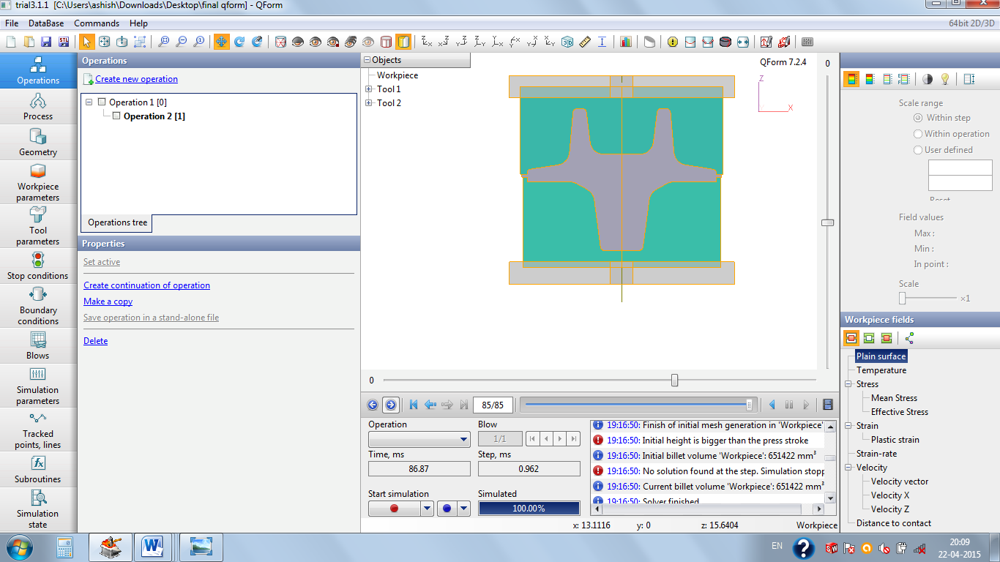 trial3.1.1 [C:\Users\ashish\Downloads\Desktop\final qform] - QForm
File DataBase Commands Help 64bit 2D/3D
STL
Operations
Process
Geometry
Workpiece
parameters
Tool
parameters
Stop conditions
Boundary
conditions
Blows
Simulation
parameters
Tracked
points, lines
Subroutines
Simulation
state
Operations
Create new operation
Operation 1 [0]
Operation 2 [1]
Operations tree
Properties
Set active
Create continuation of operation
Make a copy
Save operation in a stand-alone file
Delete
Objects
Workpiece
Tool 1
Tool 2
QForm 7.2.4
Z
X
0
0
85/85
Operation
Blow
1/1
Time, ms
Step, ms
86.87
0.962
Start simulation
Simulated
100.00%
19:16:50: Finish of initial mesh generation in 'Workpiece'
19:16:50: Initial height is bigger than the press stroke
19:16:50: Initial billet volume 'Workpiece': 651422 mm³
19:16:50: No solution found at the step. Simulation stopp
19:16:50: Current billet volume 'Workpiece': 651422 mm³
19:16:50: Solver finished
x: 13.1116 y: 0 z: 15.6404 Workpiece
Scale range
Within step
Within operation
User defined
Reset
Field values
Max :
Min :
In point :
Scale
×1
Workpiece fields
Plain surface
Temperature
Stress
Mean Stress
Effective Stress
Strain
Plastic strain
Strain-rate
Velocity
Velocity vector
Velocity X
Velocity Z
Distance to contact
EN
20:09
22-04-2015